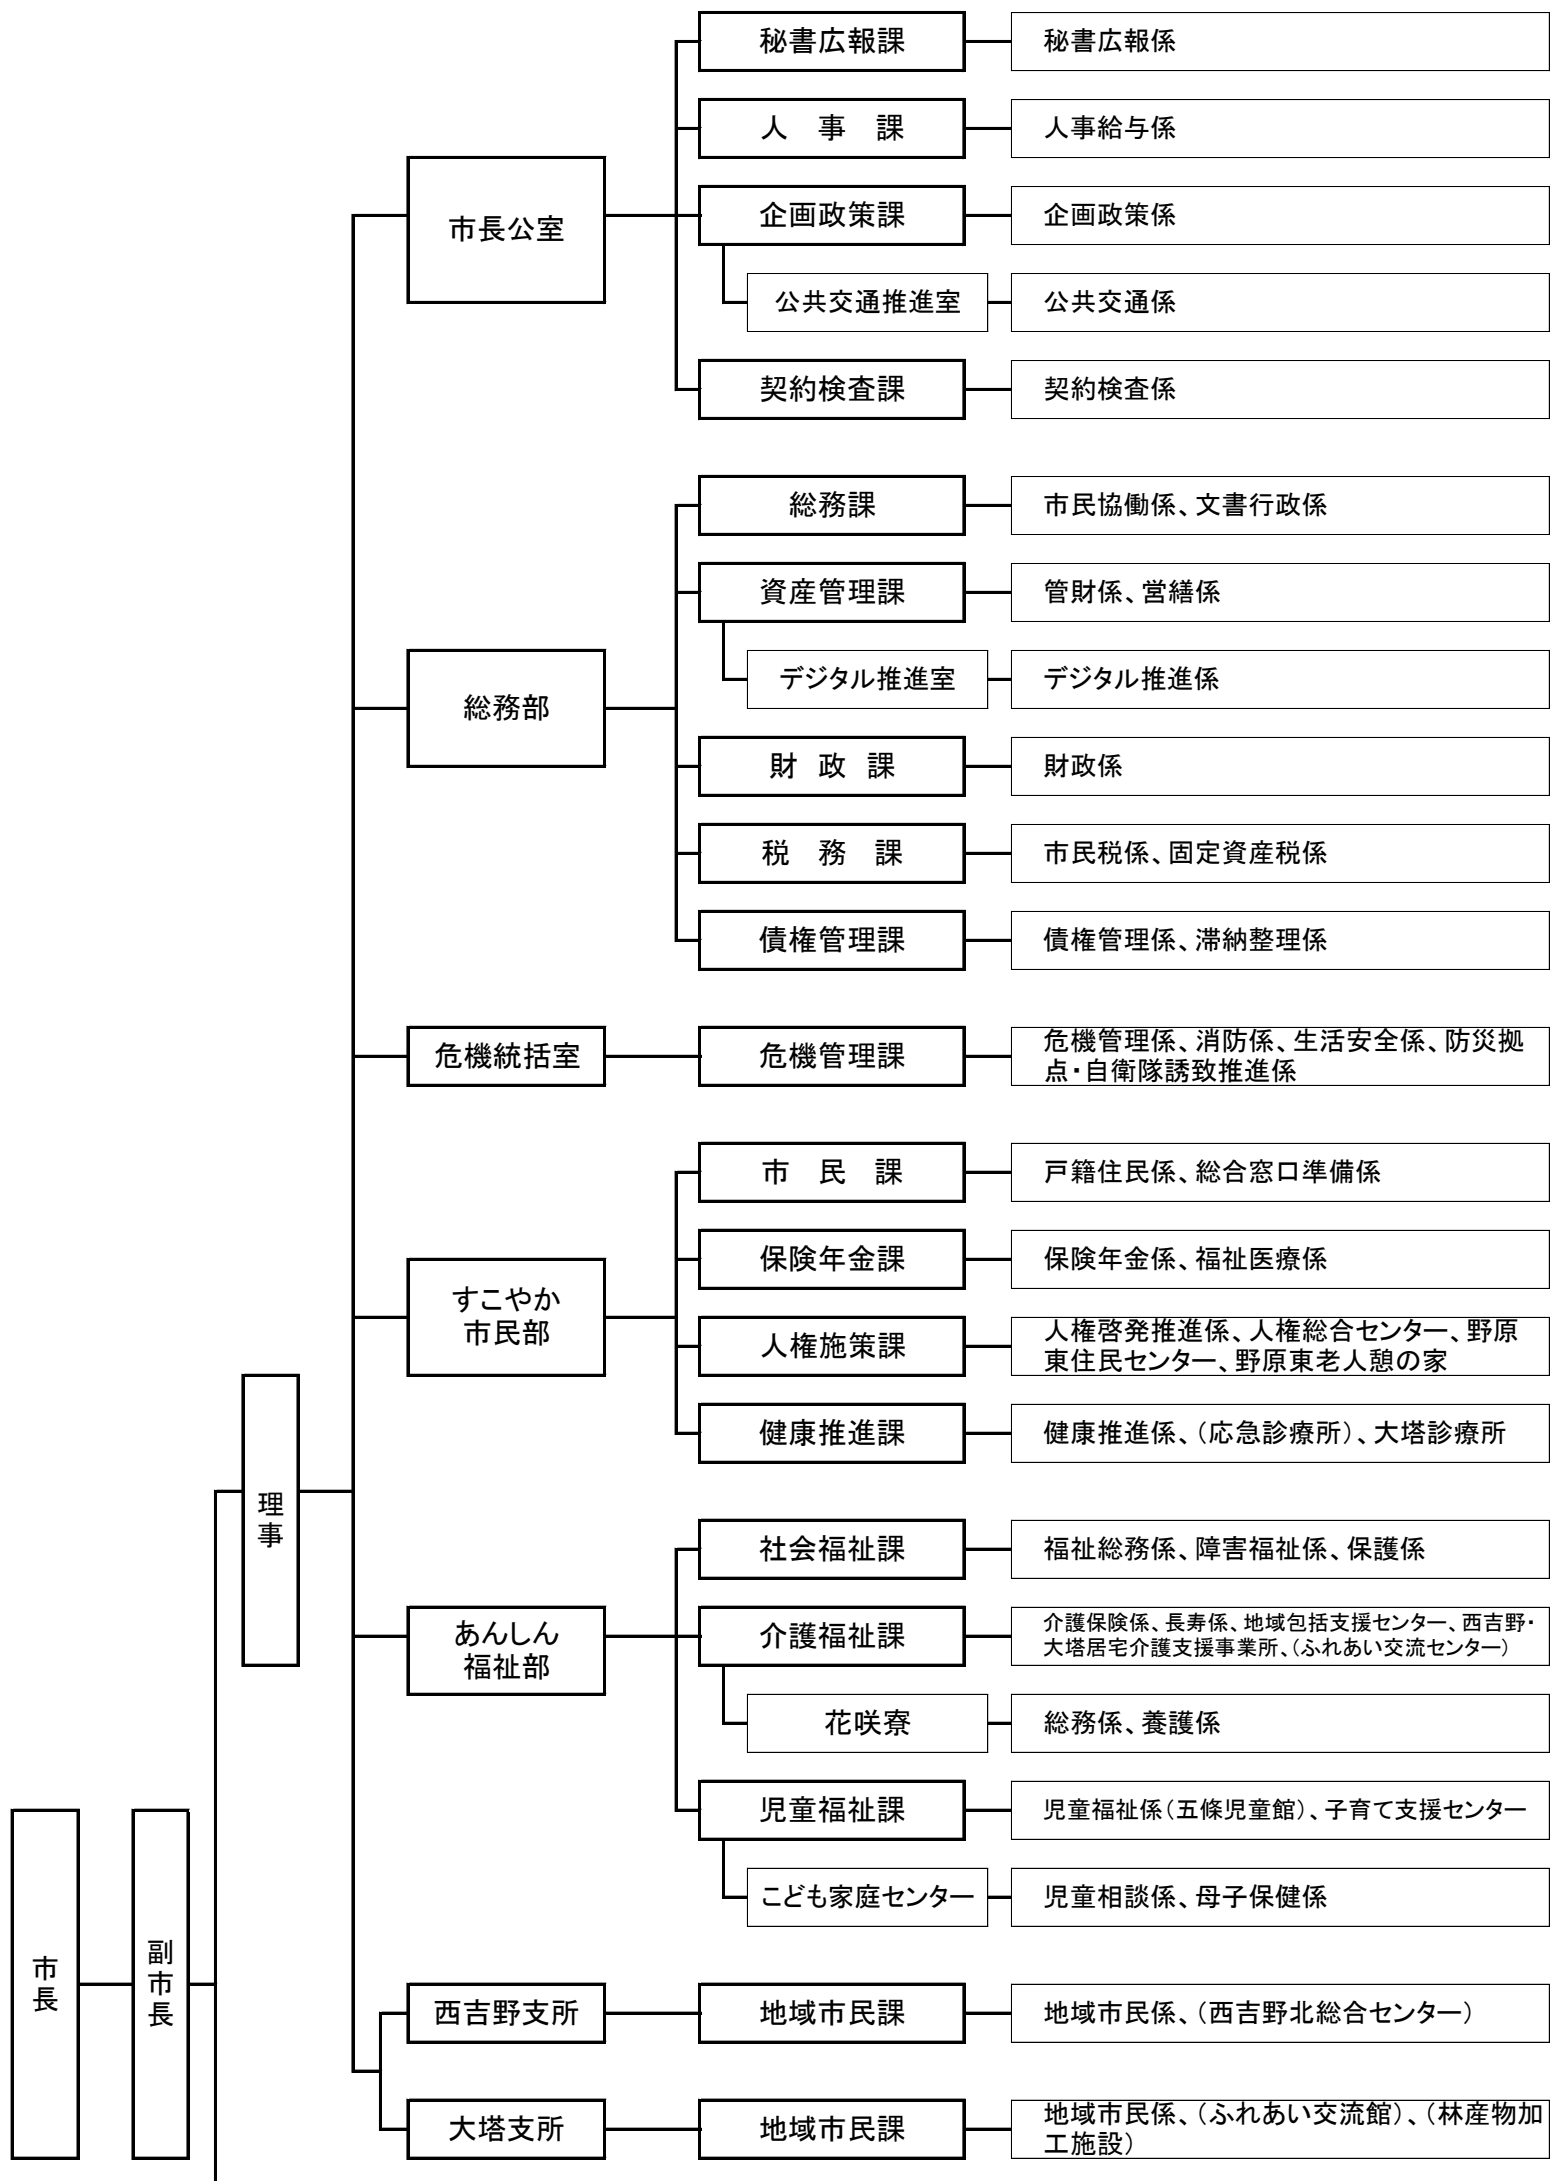 秘書広報課
秘書広報係
人 事 課
人事給与係
市長公室
企画政策課
企画政策係
公共交通推進室
公共交通係
契約検査課
契約検査係
総務課
市民協働係、文書行政係
資産管理課
管財係、営繕係
総務部
デジタル推進室
デジタル推進係
財 政 課
財政係
税 務 課
市民税係、固定資産税係
債権管理課
債権管理係、滞納整理係
危機統括室
危機管理課
危機管理係、消防係、生活安全係、防災拠
点・自衛隊誘致推進係
市 民 課
戸籍住民係、総合窓口準備係
保険年金課
保険年金係、福祉医療係
すこやか
市民部
人権施策課
人権啓発推進係、人権総合センター、野原
東住民センター、野原東老人憩の家
健康推進課
健康推進係、（応急診療所）、大塔診療所
理事
社会福祉課
福祉総務係、障害福祉係、保護係
あんしん
福祉部
介護福祉課
介護保険係、長寿係、地域包括支援センター、西吉野・
大塔居宅介護支援事業所、（ふれあい交流センター）
花咲寮
総務係、養護係
児童福祉課
児童福祉係（五條児童館）、子育て支援センター
こども家庭センター
児童相談係、母子保健係
市長
副市長
西吉野支所
地域市民課
地域市民係、（西吉野北総合センター）
大塔支所
地域市民課
地域市民係、（ふれあい交流館）、（林産物加
工施設）